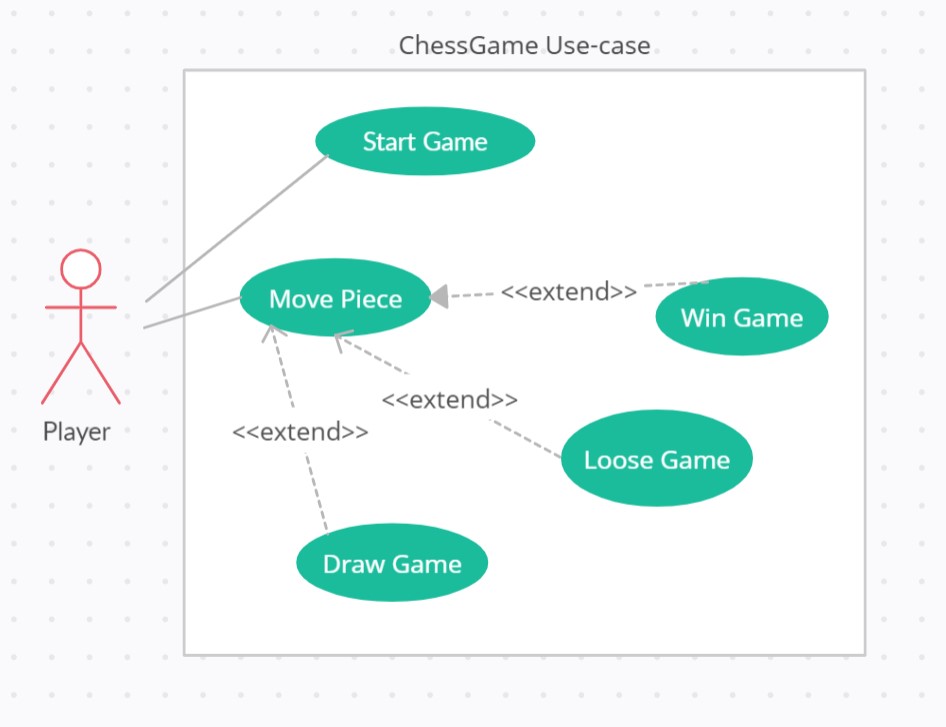 ChessGame Use-case
Start Game
Move Piece
<<extend>>
Win Game
<<extend>>
<<extend>>
Loose Game
Player
Draw Game